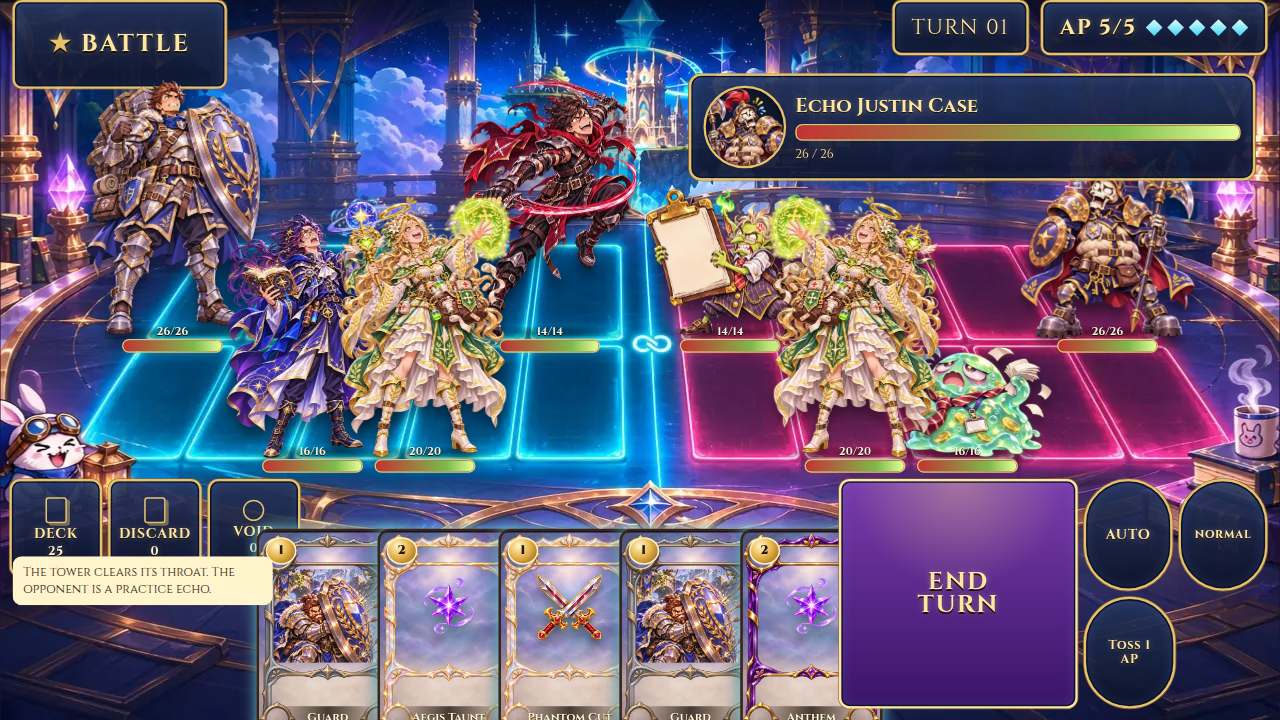 ★ BATTLE
TURN 01
AP 5/5
ECHO JUSTIN CASE
26 / 26
26/26
14/14
14/14
26/26
16/16
20/20
20/20
16/16
DECK
25
DISCARD
0
VOID
0
THE TOWER CLEARS ITS THROAT. THE
OPPONENT IS A PRACTICE ECHO.
1
GUARD
2
AEGIS TAUNT
1
PHANTOM CUT
1
GUARD
2
ANTHEM
END
TURN
AUTO
NORMAL
TOSS 1
AP